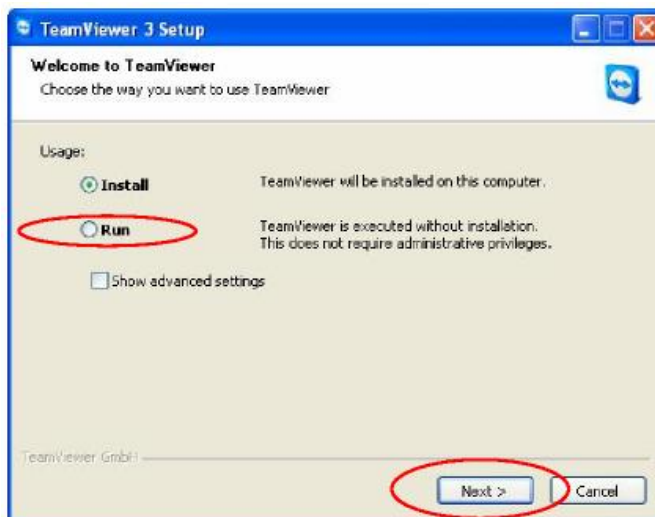 TeamViewer 3 Setup
Welcome to TeamViewer
Choose the way you want to use TeamViewer
Usage:
Install
TeamViewer will be installed on this computer.
Run
TeamViewer is executed without installation.
This does not require administrative privileges.
Show advanced settings
TeamViewer GmbH
Next >
Cancel